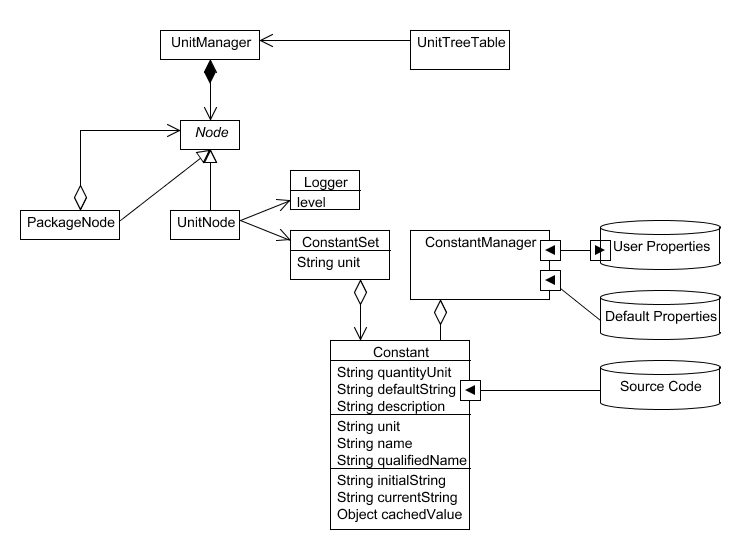 UnitManager
UnitTreeTable
Node
PackageNode
UnitNode
Logger
level
ConstantSet
String unit
ConstantManager
User Properties
Default Properties
Source Code
Constant
String quantityUnit
String defaultString
String description
String unit
String name
String qualifiedName
String initialString
String currentString
Object cachedValue